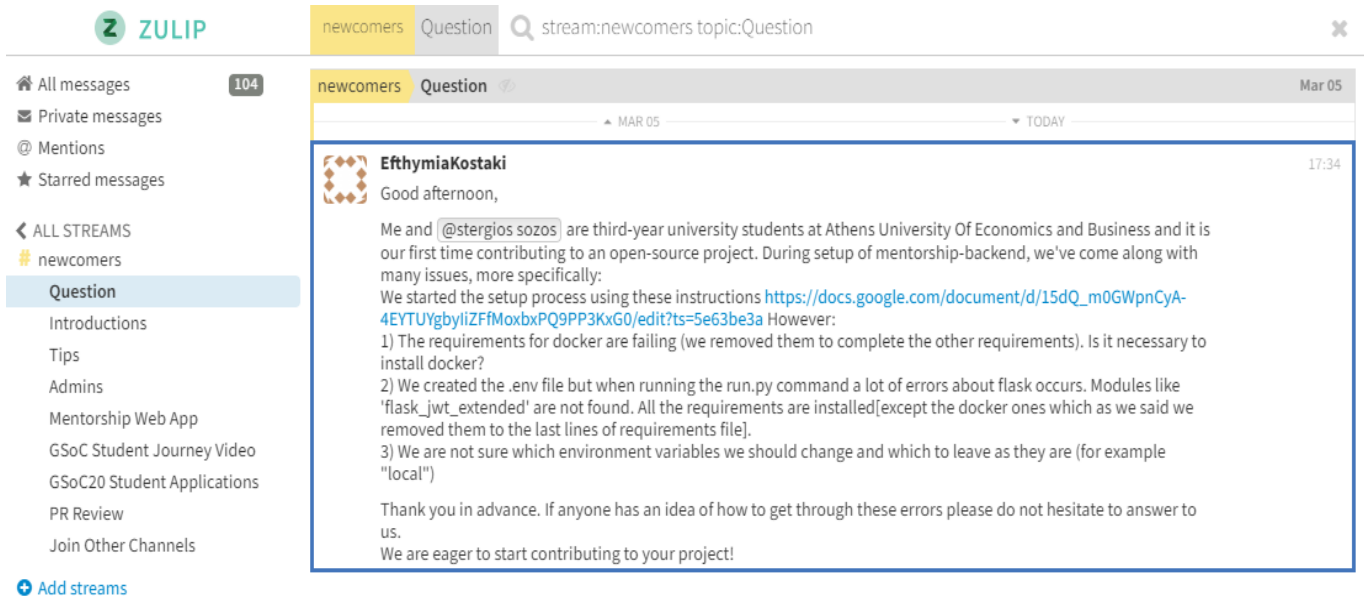 ZULIP
newcomers Question stream:newcomers topic:Question
All messages 104
Private messages
@ Mentions
Starred messages
ALL STREAMS
# newcomers
Question
Introductions
Tips
Admins
Mentorship Web App
GSoC Student Journey Video
GSoC20 Student Applications
PR Review
Join Other Channels
Add streams
newcomers Question Mar 05
MAR 05 TODAY
EfthymiaKostaki 17:34
Good afternoon,
Me and @stergios sozos are third-year university students at Athens University Of Economics and Business and it is
our first time contributing to an open-source project. During setup of mentorship-backend, we've come along with
many issues, more specifically:
We started the setup process using these instructions https://docs.google.com/document/d/15dQ_m0GWpnCyA-
4EYTUYgbyIiZFfMoxbxPQ9PP3KxG0/edit?ts=5e63be3a However:
1) The requirements for docker are failing (we removed them to complete the other requirements). Is it necessary to
install docker?
2) We created the .env file but when running the run.py command a lot of errors about flask occurs. Modules like
'flask_jwt_extended' are not found. All the requirements are installed[except the docker ones which as we said we
removed them to the last lines of requirements file].
3) We are not sure which environment variables we should change and which to leave as they are (for example
"local")
Thank you in advance. If anyone has an idea of how to get through these errors please do not hesitate to answer to
us.
We are eager to start contributing to your project!